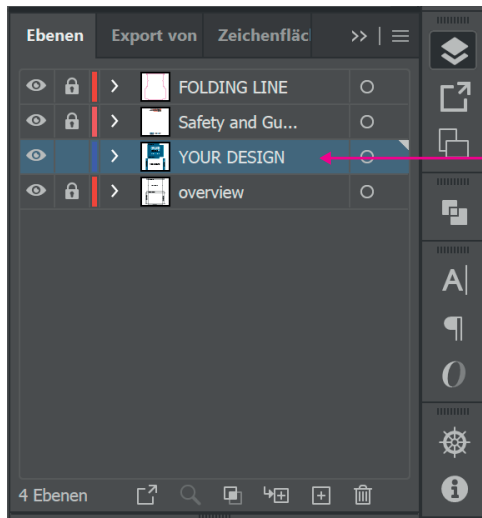 Ebenen Export von Zeichenfläc
FOLDING LINE
Safety and Gu...
YOUR DESIGN
overview
4 Ebenen